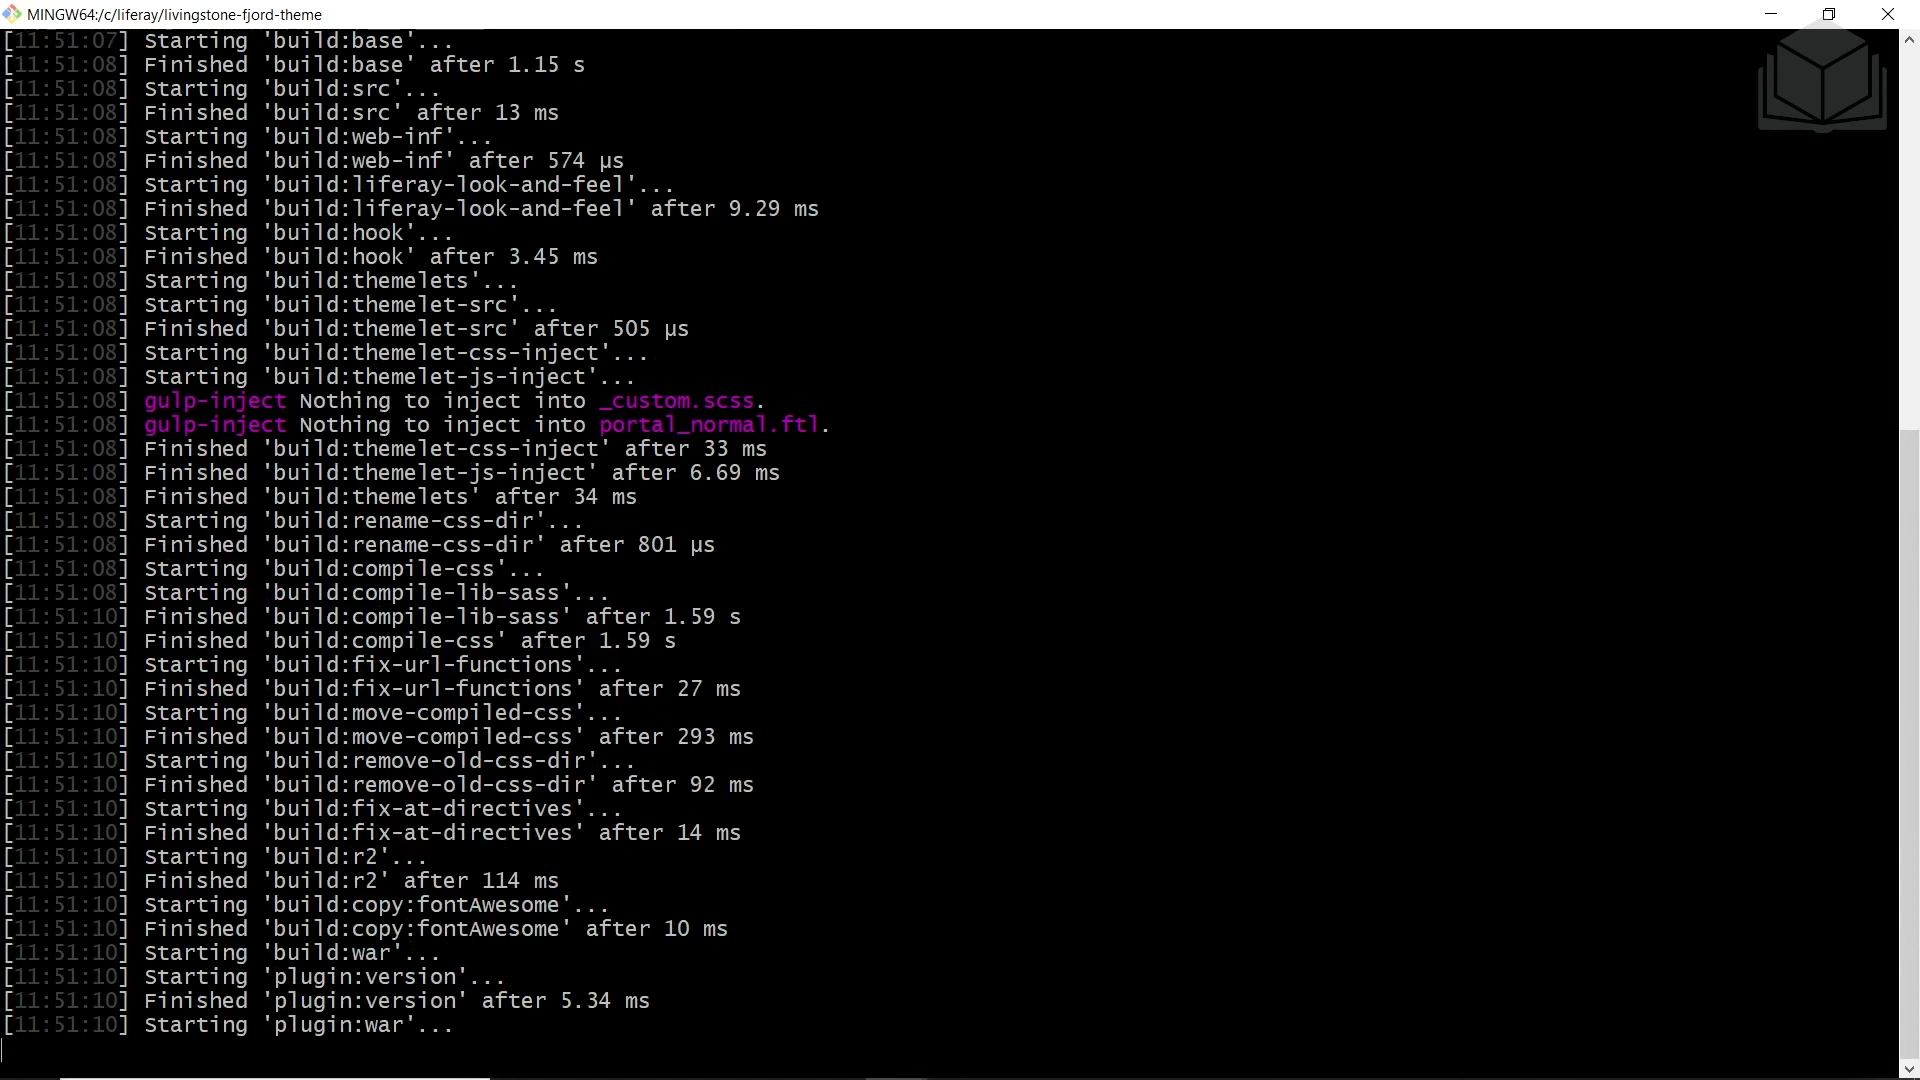 MINGW64:/c/liferay/livingstone-fjord-theme
[11:51:07] Starting 'build:base'...
[11:51:08] Finished 'build:base' after 1.15 s
[11:51:08] Starting 'build:src'...
[11:51:08] Finished 'build:src' after 13 ms
[11:51:08] Starting 'build:web-inf'...
[11:51:08] Finished 'build:web-inf' after 574 μs
[11:51:08] Starting 'build:liferay-look-and-feel'...
[11:51:08] Finished 'build:liferay-look-and-feel' after 9.29 ms
[11:51:08] Starting 'build:hook'...
[11:51:08] Finished 'build:hook' after 3.45 ms
[11:51:08] Starting 'build:themelets'...
[11:51:08] Starting 'build:themelet-src'...
[11:51:08] Finished 'build:themelet-src' after 505 μs
[11:51:08] Starting 'build:themelet-css-inject'...
[11:51:08] Starting 'build:themelet-js-inject'...
[11:51:08] gulp-inject Nothing to inject into _custom.scss.
[11:51:08] gulp-inject Nothing to inject into portal_normal.ftl.
[11:51:08] Finished 'build:themelet-css-inject' after 33 ms
[11:51:08] Finished 'build:themelet-js-inject' after 6.69 ms
[11:51:08] Finished 'build:themelets' after 34 ms
[11:51:08] Starting 'build:rename-css-dir'...
[11:51:08] Finished 'build:rename-css-dir' after 801 μs
[11:51:08] Starting 'build:compile-css'...
[11:51:08] Starting 'build:compile-lib-sass'...
[11:51:10] Finished 'build:compile-lib-sass' after 1.59 s
[11:51:10] Finished 'build:compile-css' after 1.59 s
[11:51:10] Starting 'build:fix-url-functions'...
[11:51:10] Finished 'build:fix-url-functions' after 27 ms
[11:51:10] Starting 'build:move-compiled-css'...
[11:51:10] Finished 'build:move-compiled-css' after 293 ms
[11:51:10] Starting 'build:remove-old-css-dir'...
[11:51:10] Finished 'build:remove-old-css-dir' after 92 ms
[11:51:10] Starting 'build:fix-at-directives'...
[11:51:10] Finished 'build:fix-at-directives' after 14 ms
[11:51:10] Starting 'build:r2'...
[11:51:10] Finished 'build:r2' after 114 ms
[11:51:10] Starting 'build:copy:fontAwesome'...
[11:51:10] Finished 'build:copy:fontAwesome' after 10 ms
[11:51:10] Starting 'build:war'...
[11:51:10] Starting 'plugin:version'...
[11:51:10] Finished 'plugin:version' after 5.34 ms
[11:51:10] Starting 'plugin:war'...